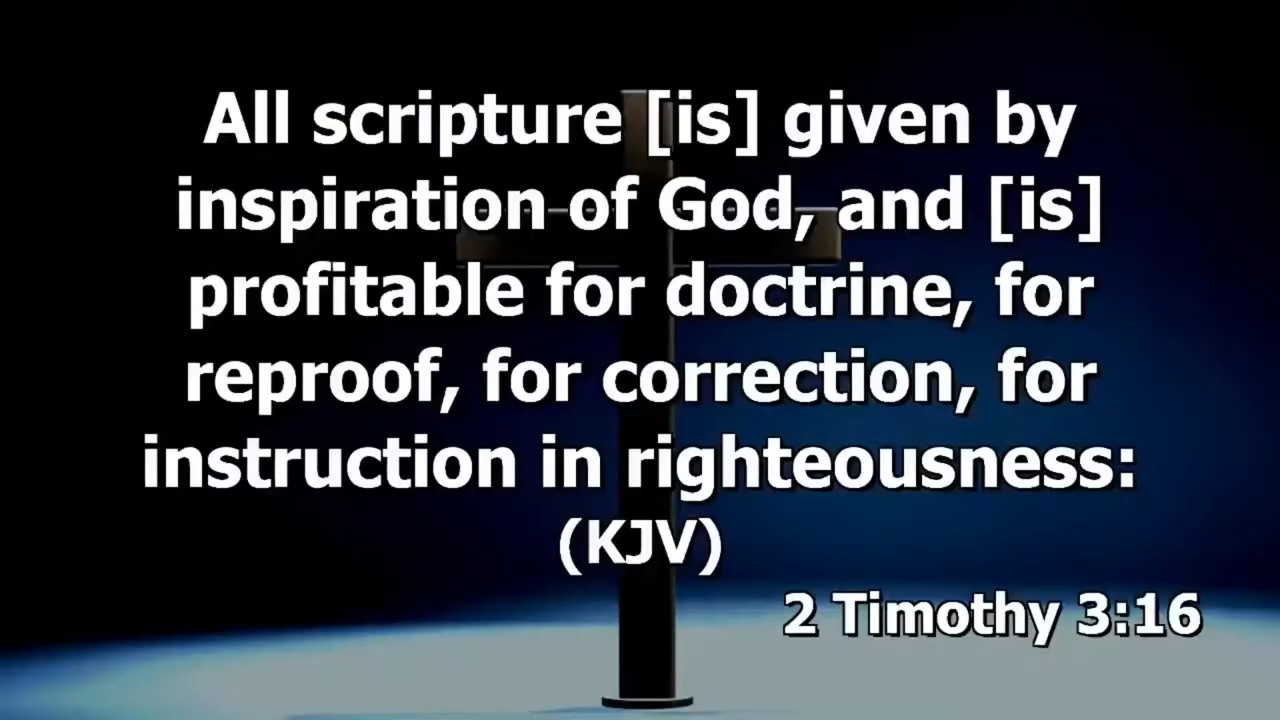 All scripture [is] given by
inspiration of God, and [is]
profitable for doctrine, for
reproof, for correction, for
instruction in righteousness:
(KJV)
2 Timothy 3:16